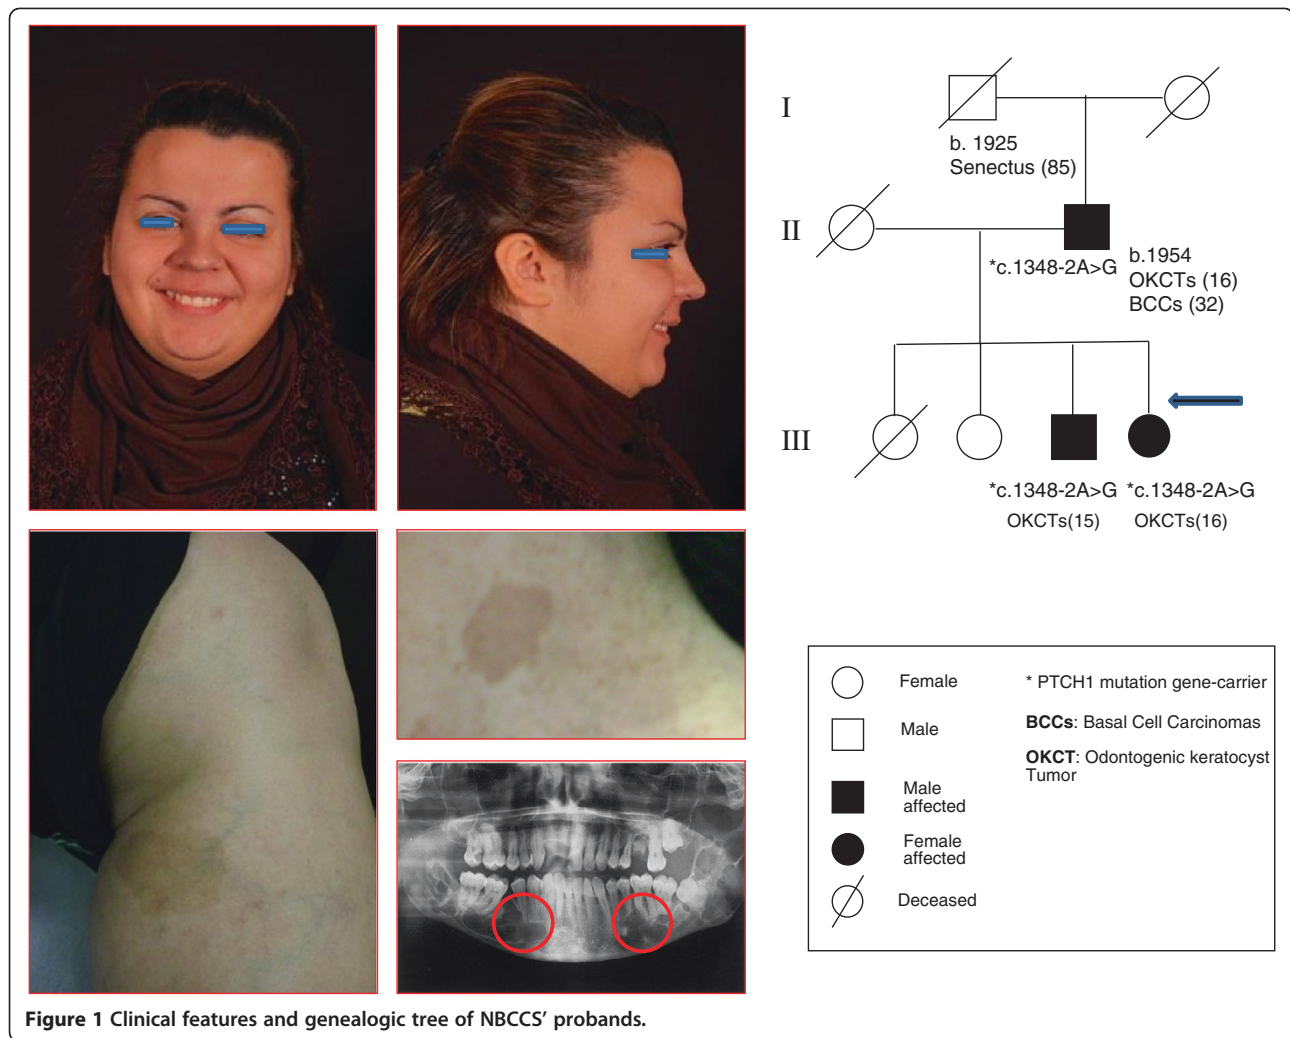 I
b. 1925
Senectus (85)
II
*c.1348-2A>G
b.1954
OKCTs (16)
BCCs (32)
III
*c.1348-2A>G *c.1348-2A>G
OKCTs(15) OKCTs(16)
Female
Male
Male
affected
Female
affected
Deceased
* PTCH1 mutation gene-carrier
BCCs: Basal Cell Carcinomas
OKCT: Odontogenic keratocyst
Tumor
Figure 1 Clinical features and genealogic tree of NBCCS' probands.